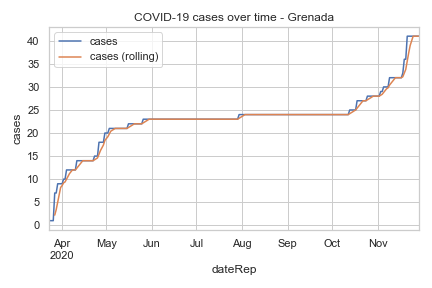 COVID-19 cases over time - Grenada
cases
cases (rolling)
cases
40
35
30
25
20
15
10
5
0
Apr May Jun Jul Aug Sep Oct Nov
2020
dateRep